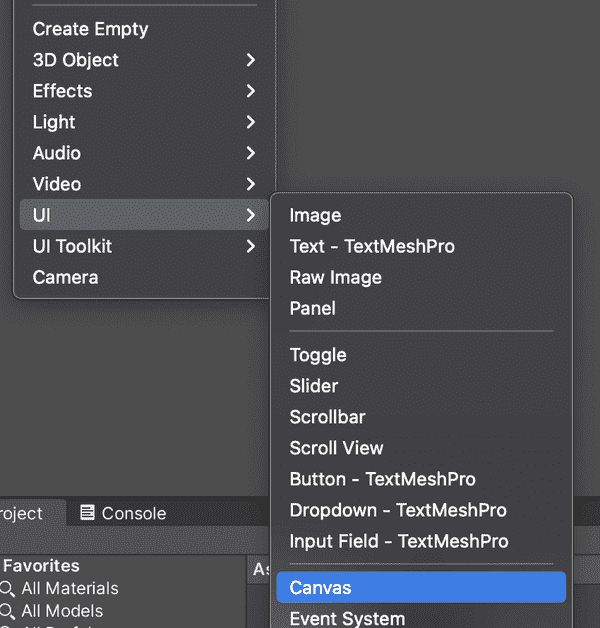 Create Empty
3D Object
Effects
Light
Audio
Video
UI
UI Toolkit
Camera
Image
Text - TextMeshPro
Raw Image
Panel
Toggle
Slider
Scrollbar
Scroll View
Button - TextMeshPro
Dropdown - TextMeshPro
Input Field - TextMeshPro
Canvas
Event System
roject
Console
Favorites
All Materials
All Models
As